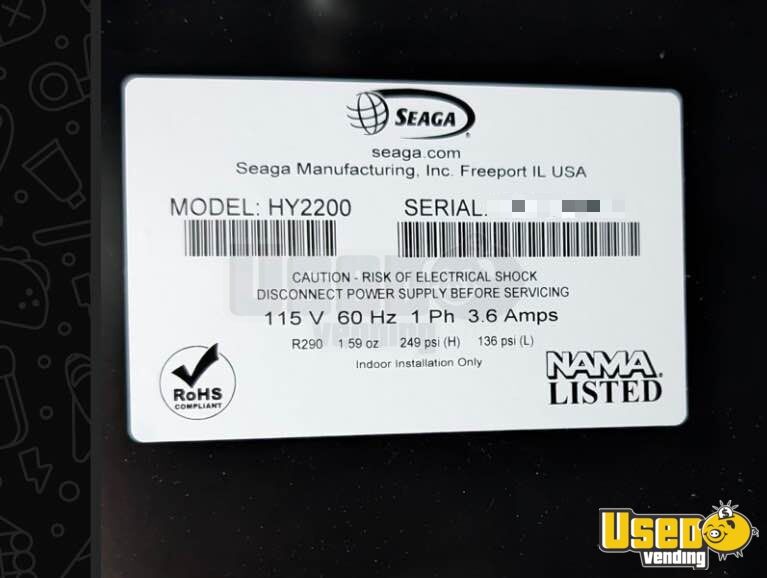 SEAGA
seaga.com
Seaga Manufacturing, Inc. Freeport IL USA
MODEL: HY2200 SERIAL.
CAUTION - RISK OF ELECTRICAL SHOCK
DISCONNECT POWER SUPPLY BEFORE SERVICING
115 V 60 Hz 1 Ph 3.6 Amps
R290 1.59 oz 249 psi (H) 136 psi (L)
Indoor Installation Only
RoHS
COMPLIANT
NAMA
LISTED
Used
vending
USED
vending